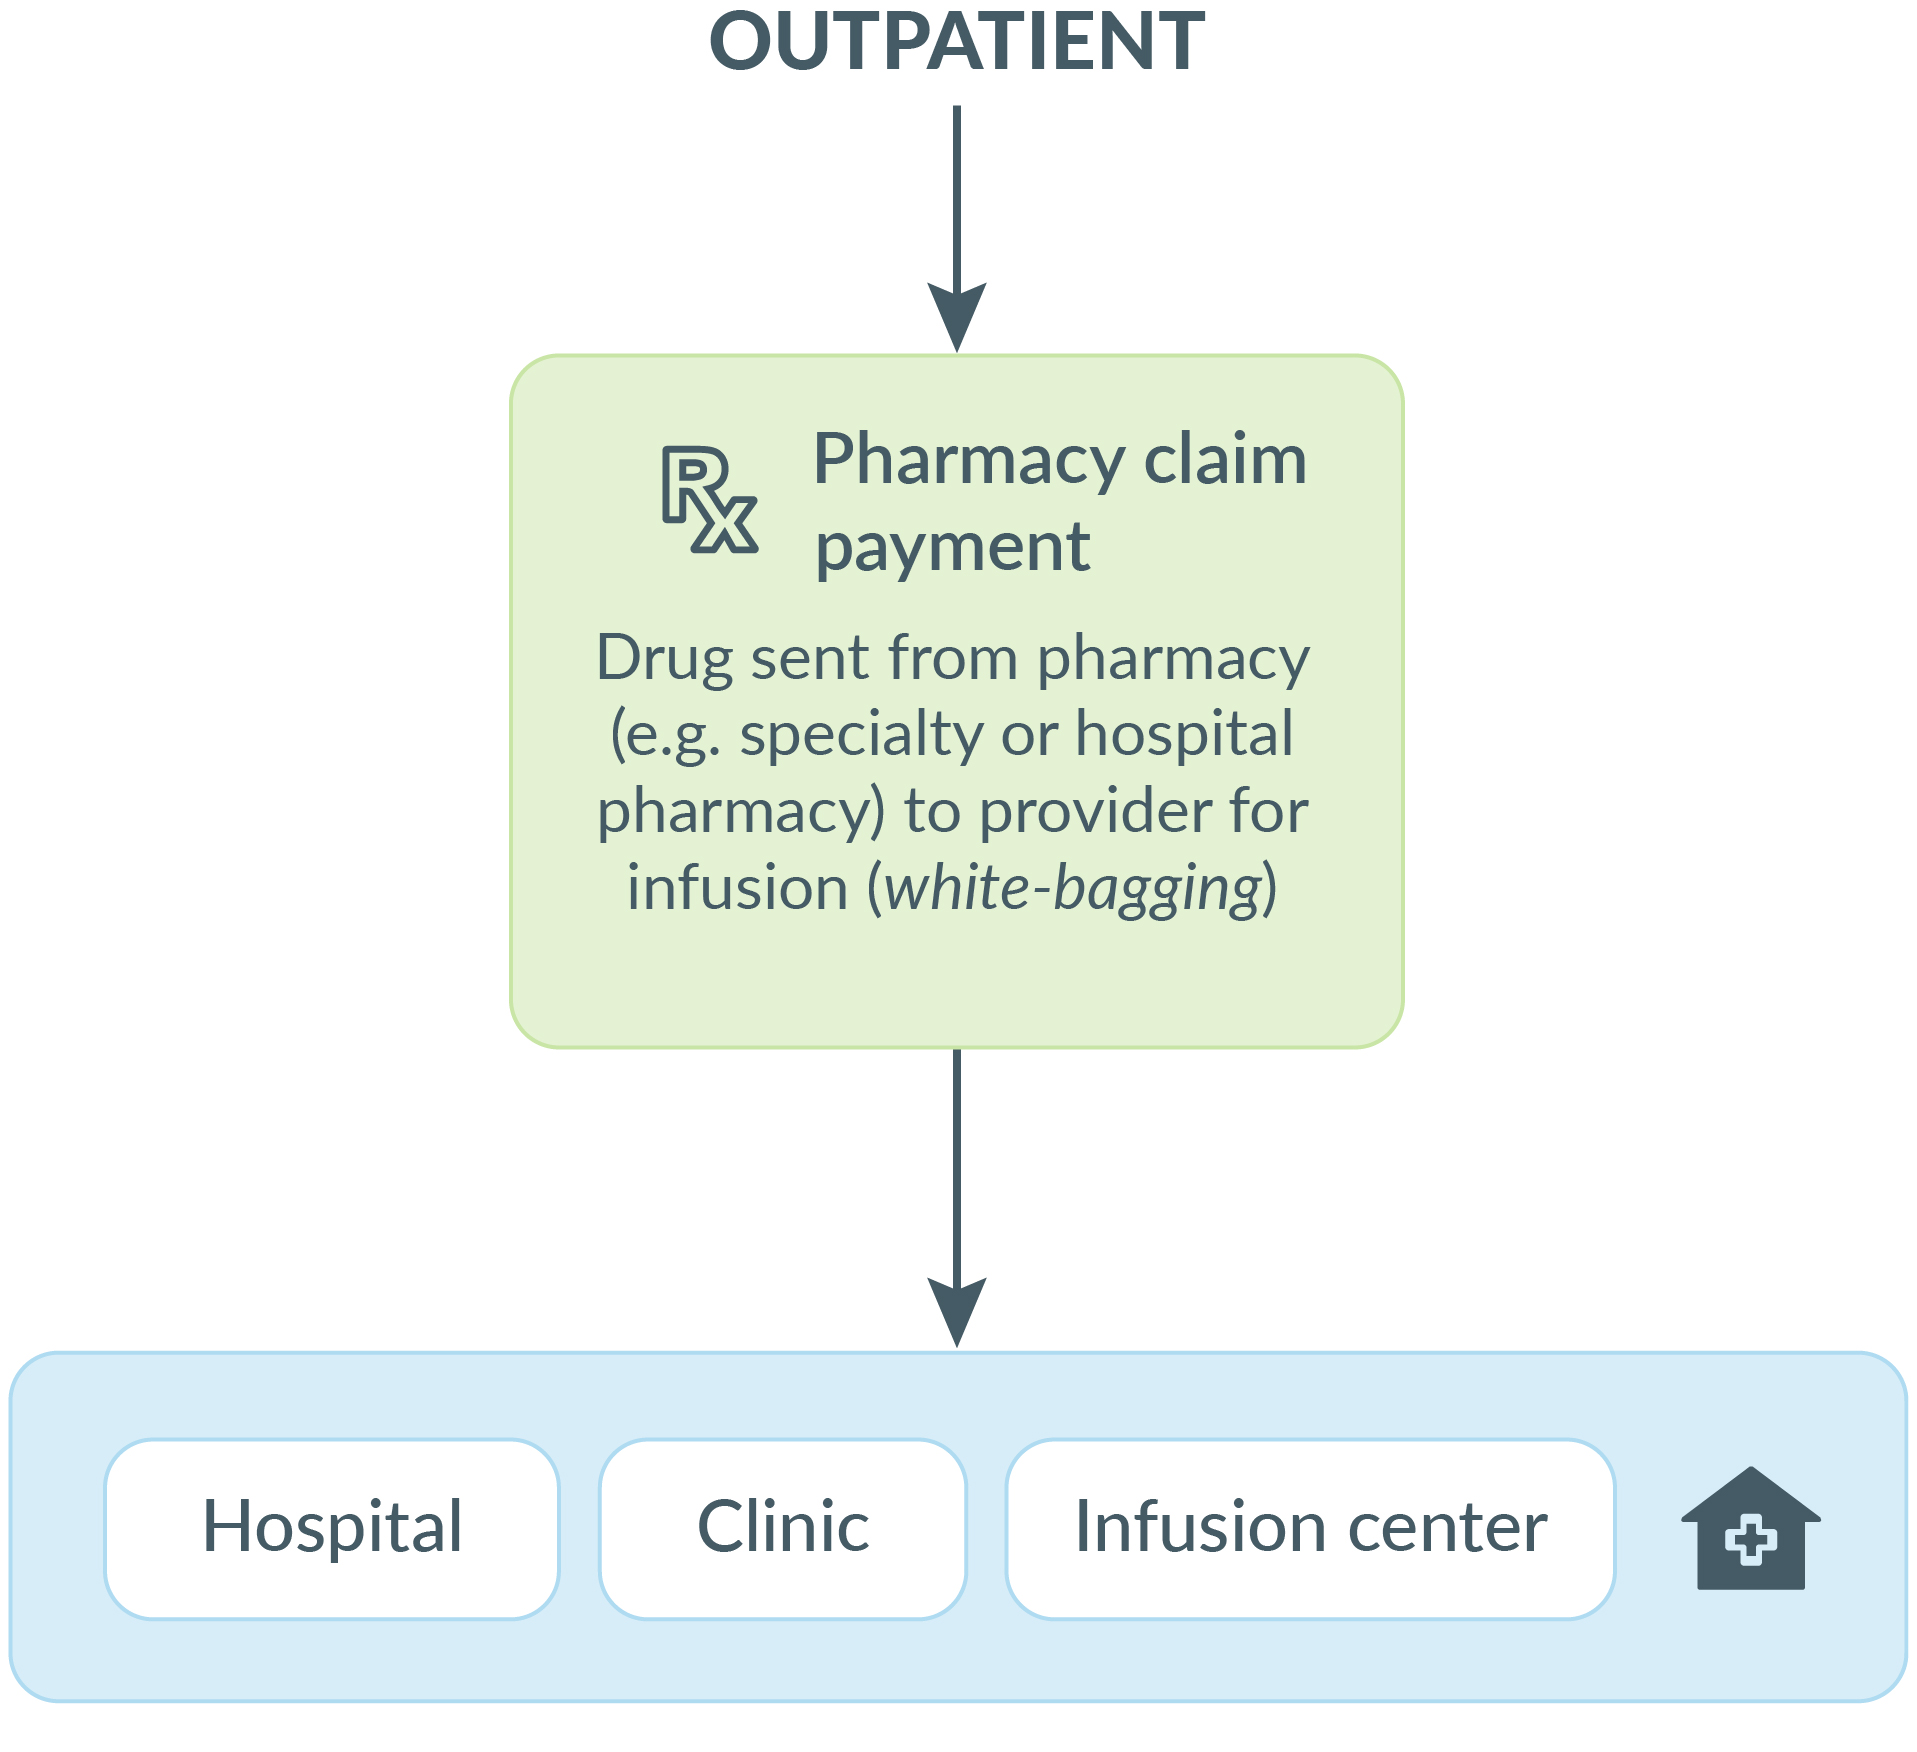 OUTPATIENT
Rx
Pharmacy claim
payment
Drug sent from pharmacy
(e.g. specialty or hospital
pharmacy) to provider for
infusion (white-bagging)
Hospital
Clinic
Infusion center